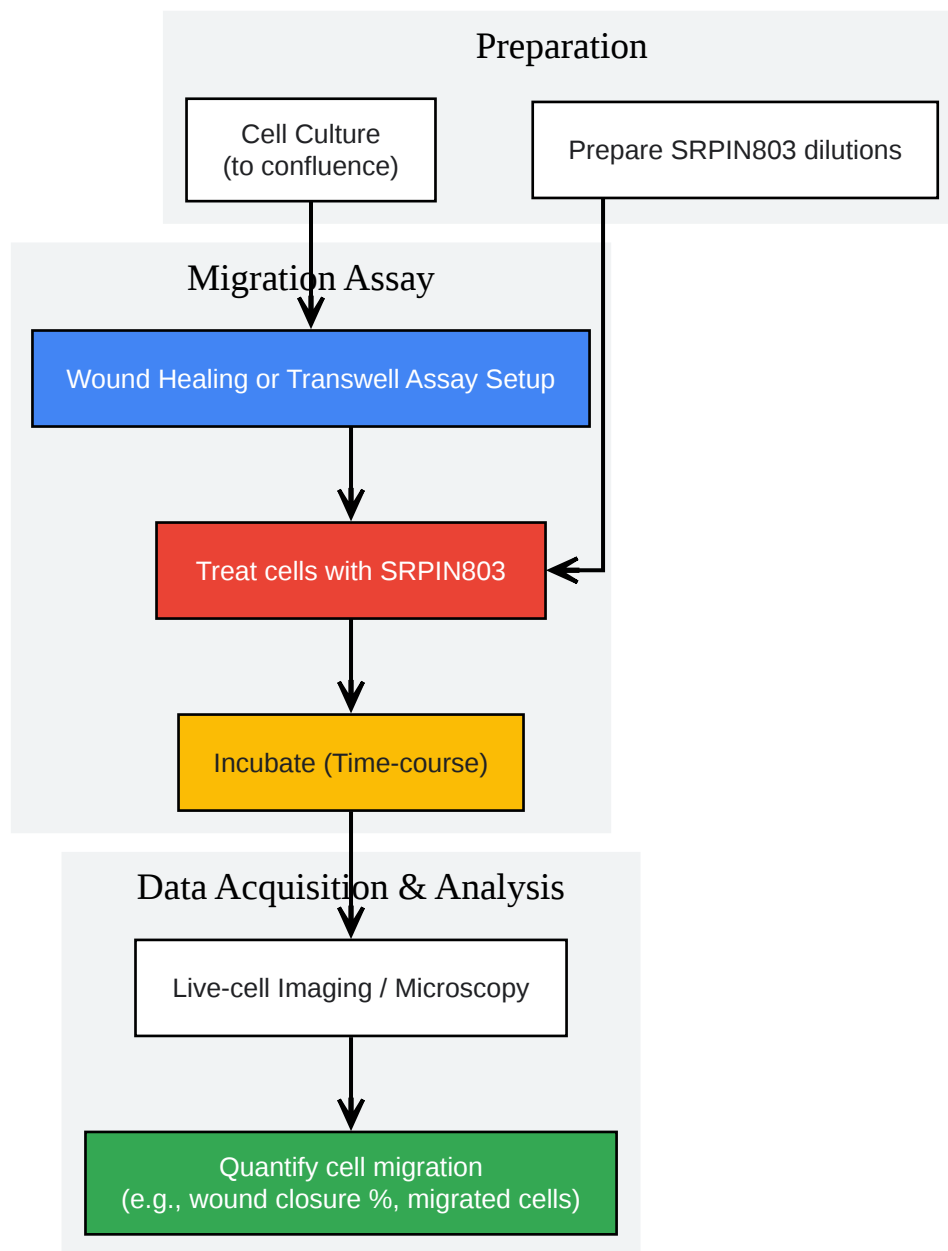 Preparation
Cell Culture
(to confluence)
Prepare SRPIN803 dilutions
Migration Assay
Wound Healing or Transwell Assay Setup
Treat cells with SRPIN803
Incubate (Time-course)
Data Acquisition & Analysis
Live-cell Imaging / Microscopy
Quantify cell migration
(e.g., wound closure %, migrated cells)